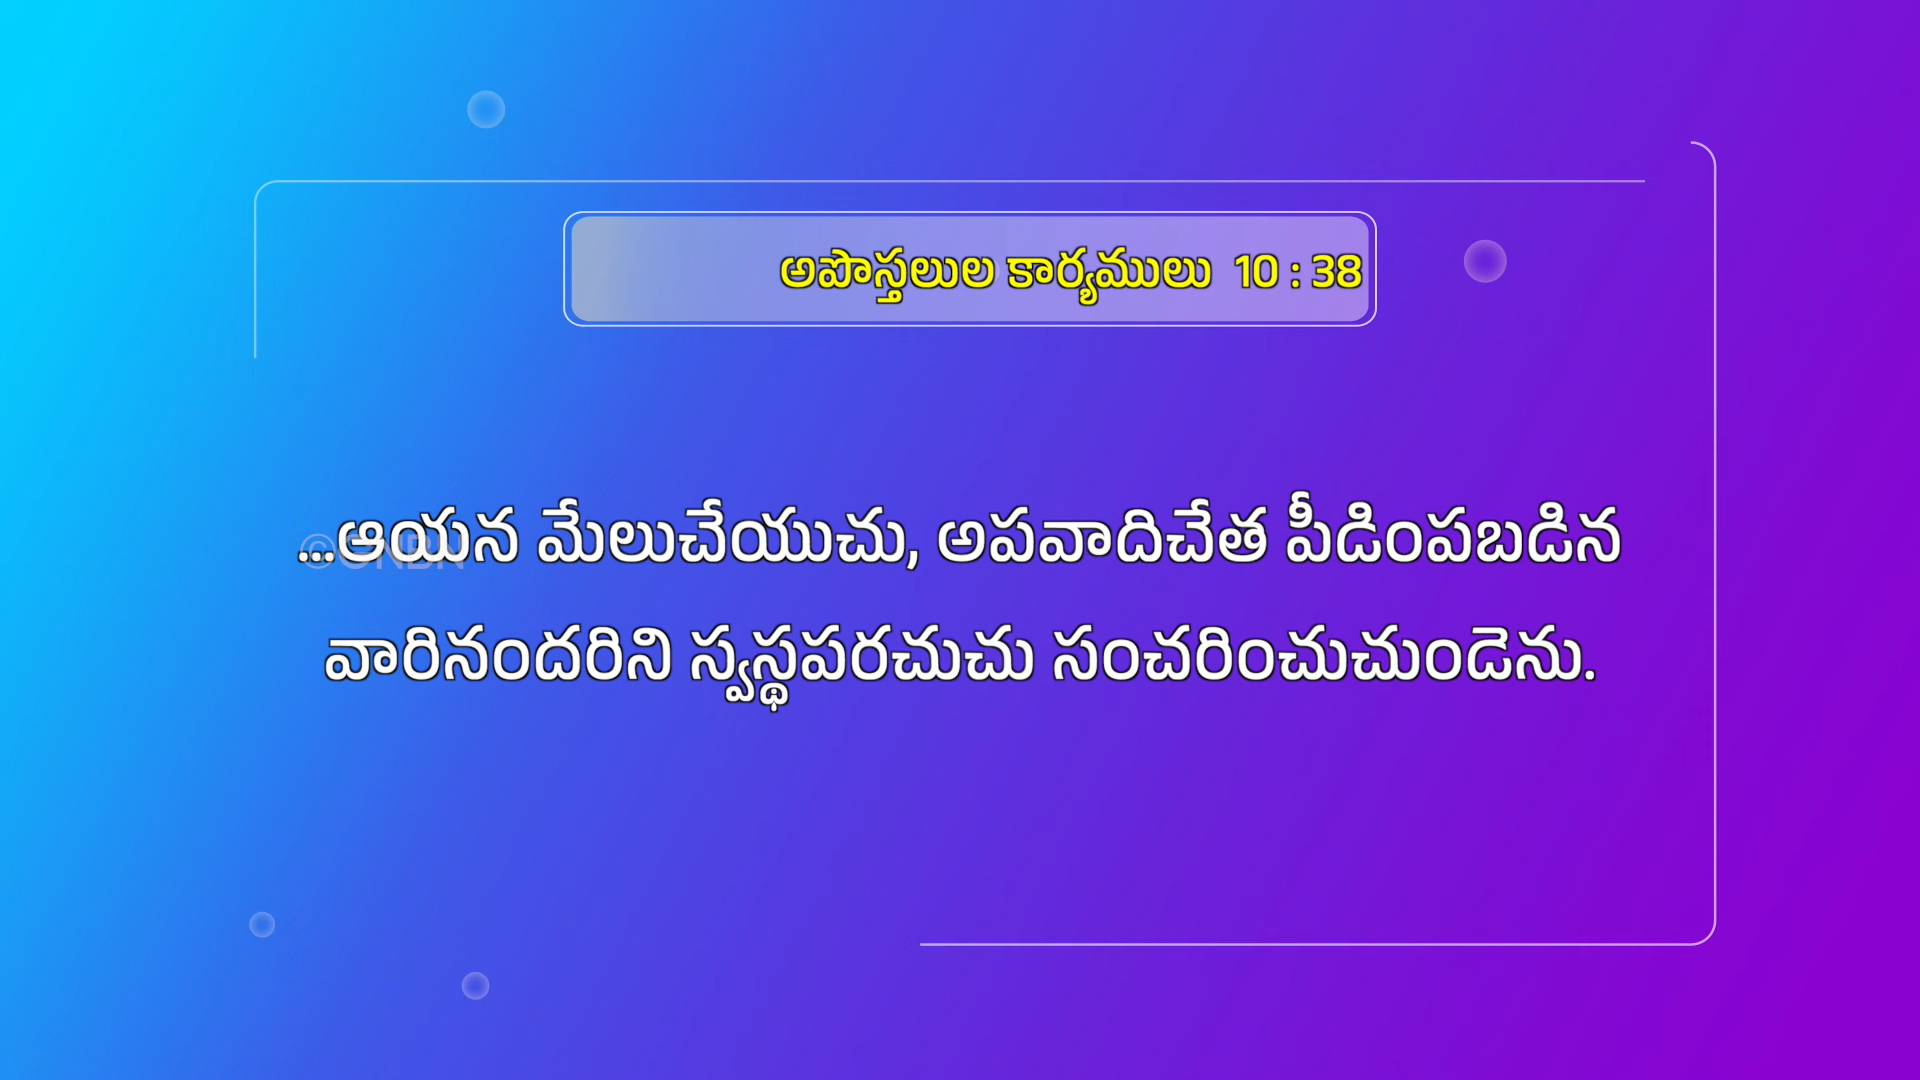 అపొస్తలుల కార్యములు 10 : 38
...ఆయన మేలుచేయుచు, అపవాదిచేత పీడింపబడిన
వారినందరిని స్వస్థపరచుచు సంచరించుచుండెను.